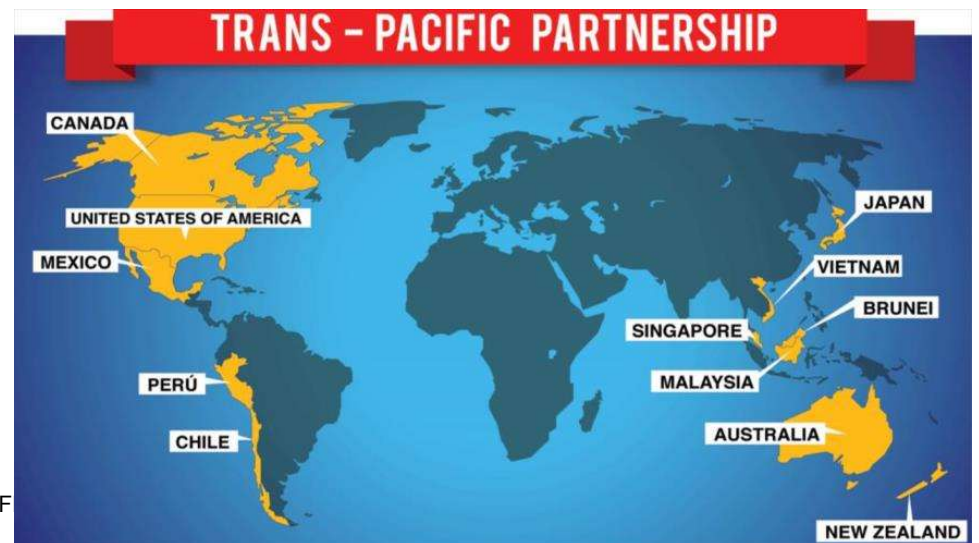 TRANS - PACIFIC PARTNERSHIP
CANADA
UNITED STATES OF AMERICA
MEXICO
PERÚ
CHILE
JAPAN
VIETNAM
BRUNEI
SINGAPORE
MALAYSIA
AUSTRALIA
NEW ZEALAND
F